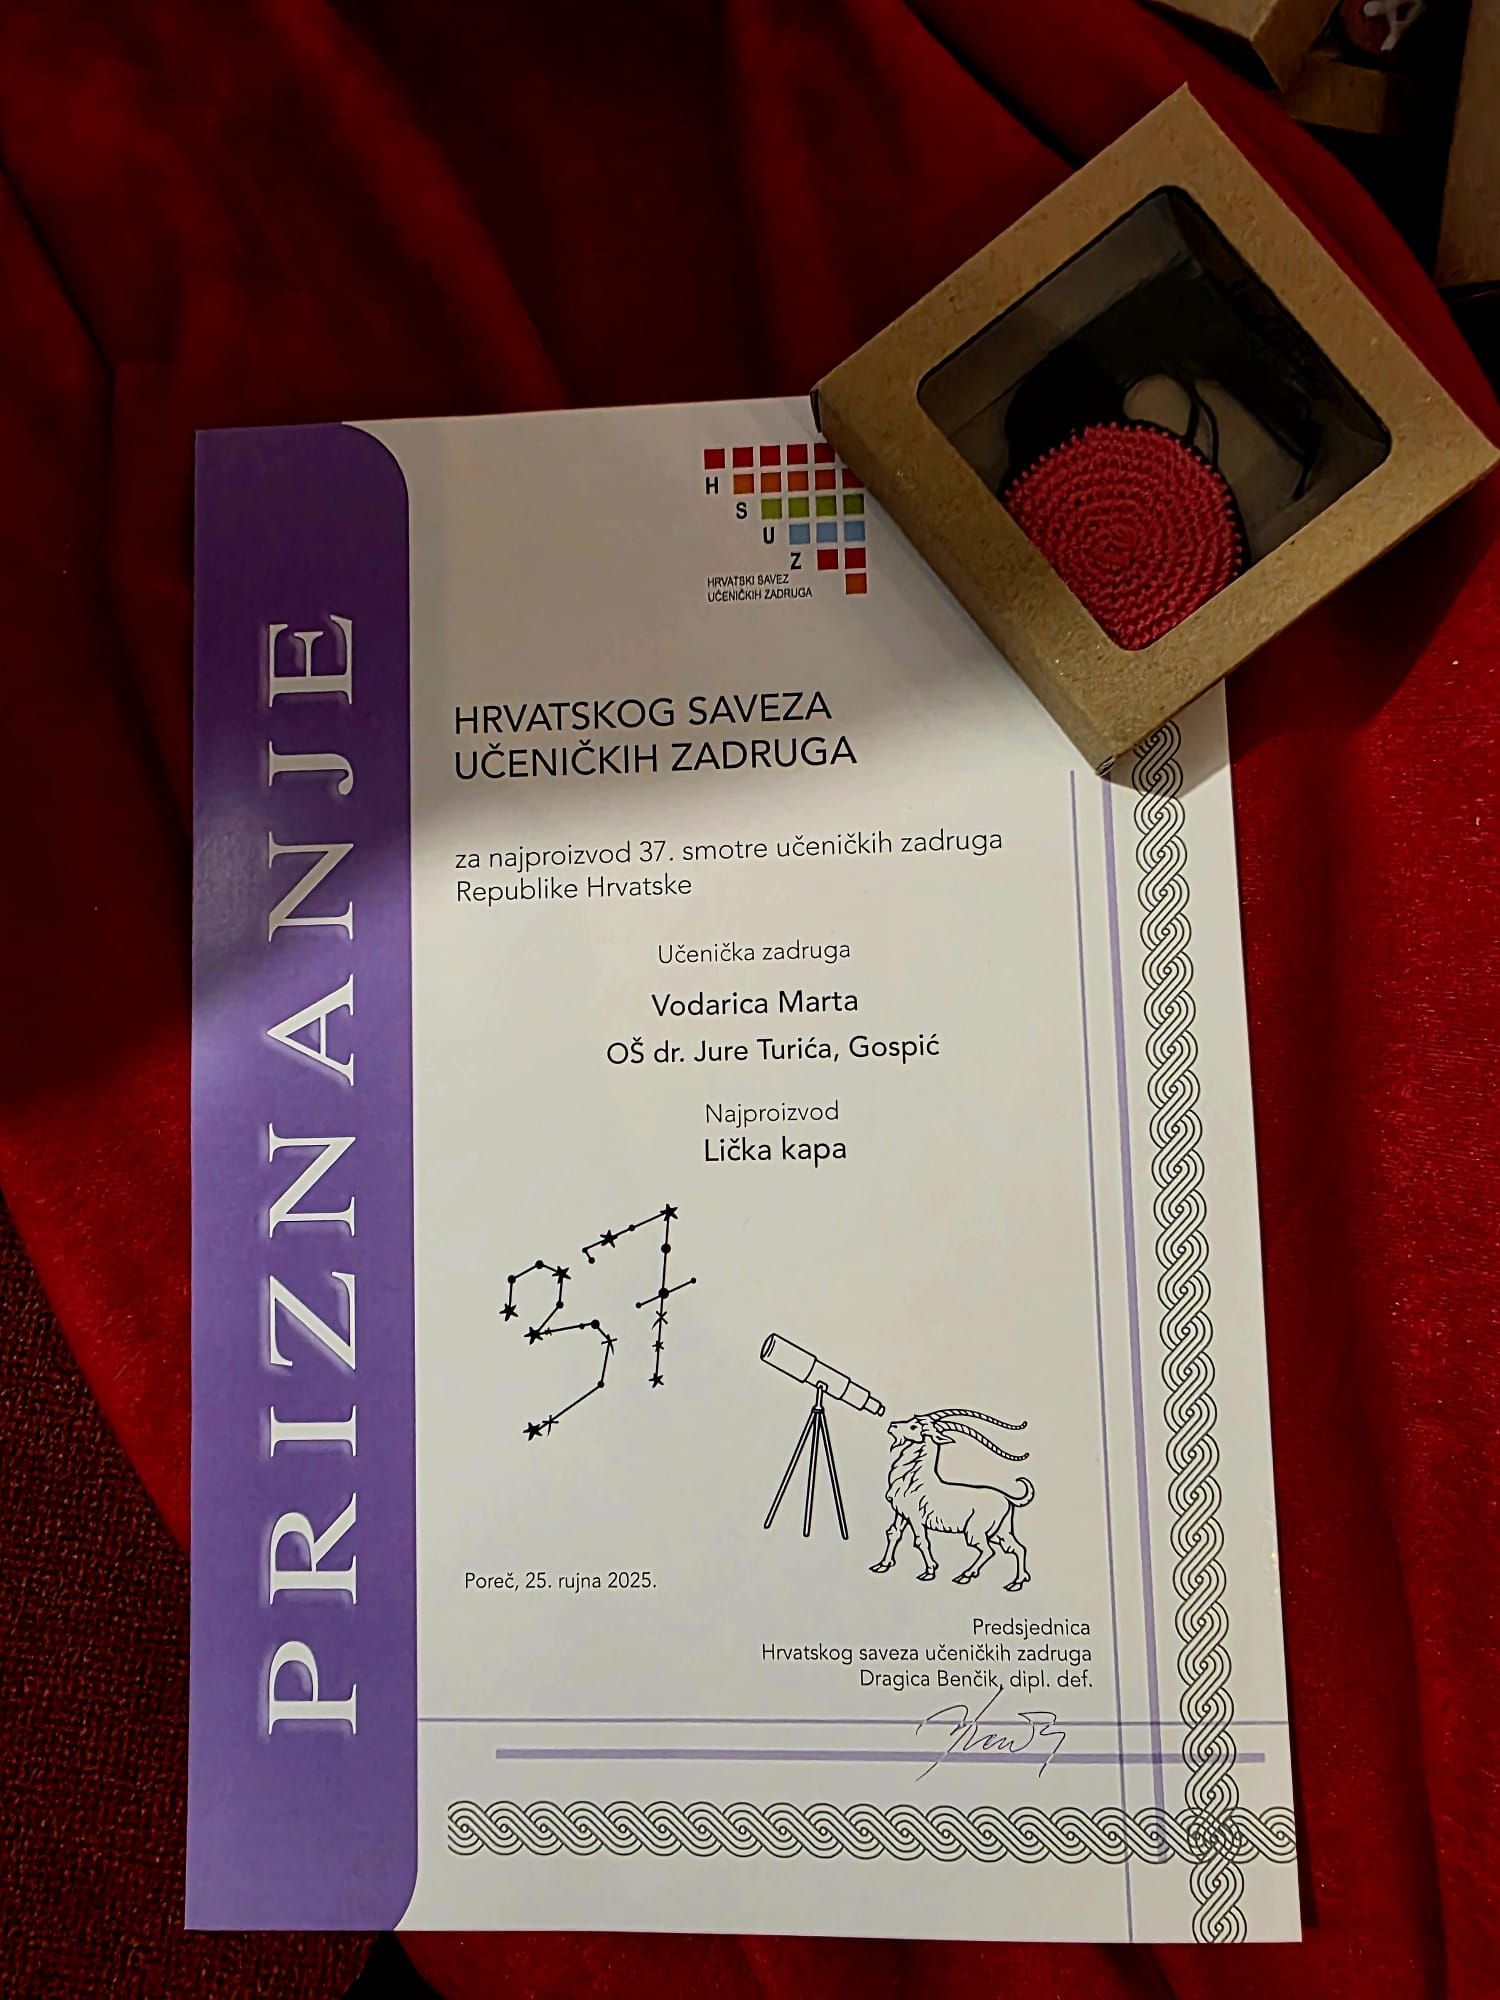 PRIZNANJE
H
S
U
Z
HRVATSKI SAVEZ
UČENIČKIH ZADRUGA
HRVATSKOG SAVEZA
UČENIČKIH ZADRUGA
za najproizvod 37. smotre učeničkih zadruga
Republike Hrvatske
Učenička zadruga
Vodarica Marta
OŠ dr. Jure Turića, Gospić
Najproizvod
Lička kapa
37
Poreč, 25. rujna 2025.
Predsjednica
Hrvatskog saveza učeničkih zadruga
Dragica Benčik, dipl. def.